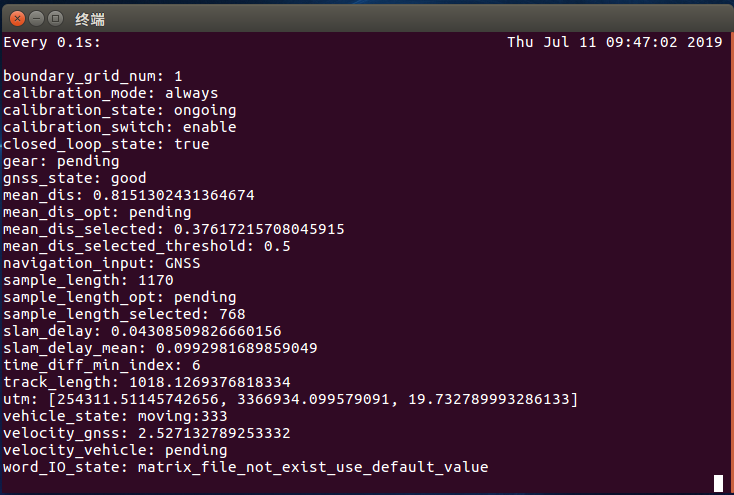 终端
Every 0.1s: Thu Jul 11 09:47:02 2019
boundary_grid_num: 1
calibration_mode: always
calibration_state: ongoing
calibration_switch: enable
closed_loop_state: true
gear: pending
gnss_state: good
mean_dis: 0.8151302431364674
mean_dis_opt: pending
mean_dis_selected: 0.37617215708045915
mean_dis_selected_threshold: 0.5
navigation_input: GNSS
sample_length: 1170
sample_length_opt: pending
sample_length_selected: 768
slam_delay: 0.04308509826660156
slam_delay_mean: 0.0992981689859049
time_diff_min_index: 6
track_length: 1018.1269376818334
utm: [254311.51145742656, 3366934.099579091, 19.732789993286133]
vehicle_state: moving:333
velocity_gnss: 2.527132789253332
velocity_vehicle: pending
word_IO_state: matrix_file_not_exist_use_default_value